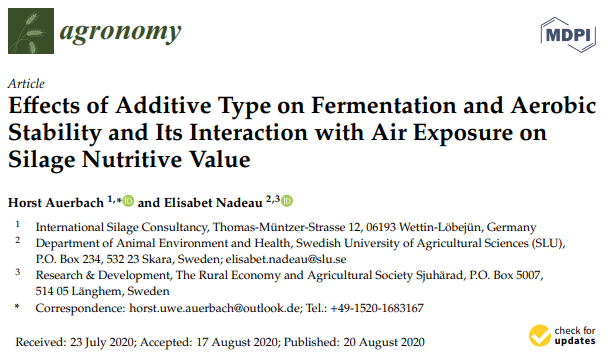 agronomy
MDPI
Article
Effects of Additive Type on Fermentation and Aerobic
Stability and Its Interaction with Air Exposure on
Silage Nutritive Value
Horst Auerbach 1,* iD and Elisabet Nadeau 2,3 iD
1 International Silage Consultancy, Thomas-Müntzer-Strasse 12, 06193 Wettin-Löbejün, Germany
2 Department of Animal Environment and Health, Swedish University of Agricultural Sciences (SLU),
P.O. Box 234, 532 23 Skara, Sweden; elisabet.nadeau@slu.se
3 Research & Development, The Rural Economy and Agricultural Society Sjuhärad, P.O. Box 5007,
514 05 Länghem, Sweden
* Correspondence: horst.uwe.auerbach@outlook.de; Tel.: +49-1520-1683167
Received: 23 July 2020; Accepted: 17 August 2020; Published: 20 August 2020
check for
updates